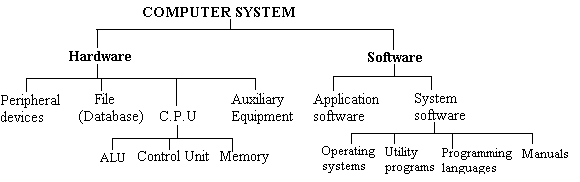 COMPUTER SYSTEM
Hardware
Software
Peripheral
devices
File
(Database)
C.P.U
Auxiliary
Equipment
Application
software
System
software
ALU
Control Unit
Memory
Operating
systems
Utility
programs
Programming
languages
Manuals